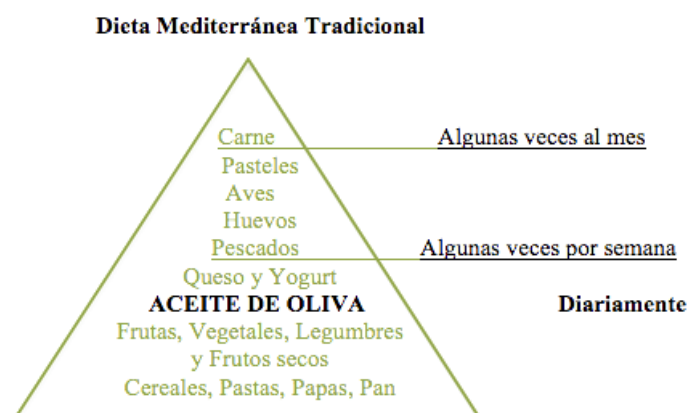 Dieta Mediterránea Tradicional
Carne Algunas veces al mes
Pasteles
Aves
Huevos
Pescados Algunas veces por semana
Queso y Yogurt
ACEITE DE OLIVA Diariamente
Frutas, Vegetales, Legumbres
y Frutos secos
Cereales, Pastas, Papas, Pan